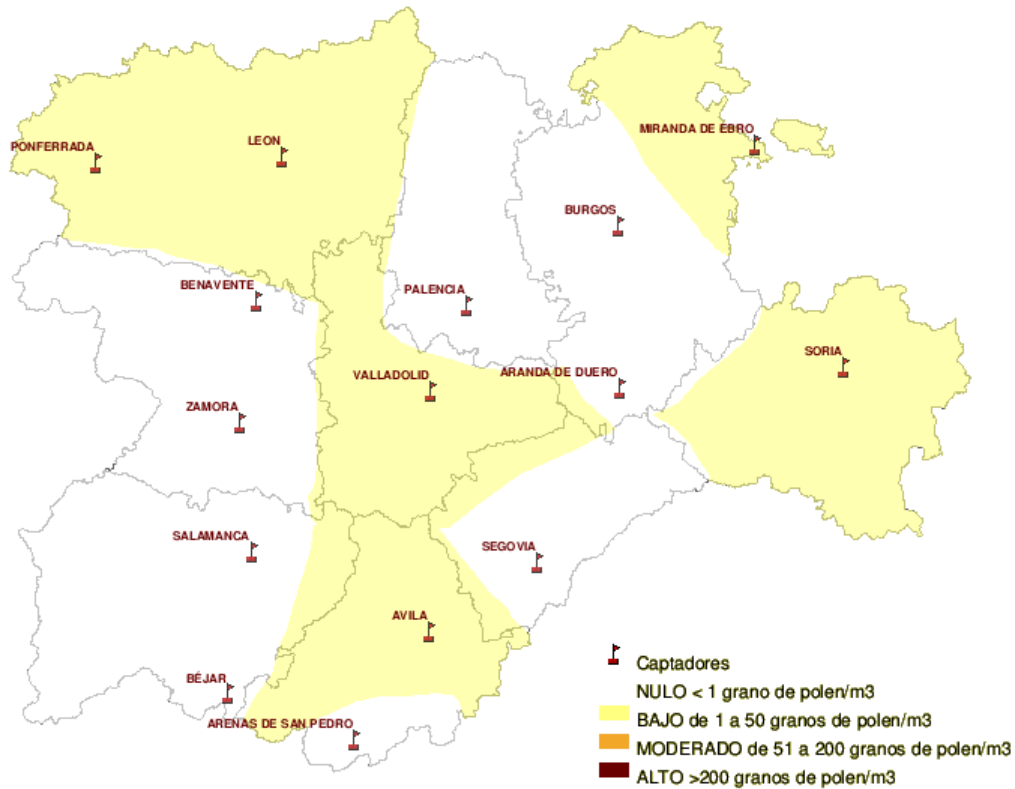 MIRANDA DE EBRO
PONFERRADA
LEON
BURGOS
BENAVENTE
PALENCIA
SORIA
VALLADOLID
ARANDA DE DUERO
ZAMORA
SALAMANCA
SEGOVIA
AVILA
BÉJAR
ARENAS DE SAN PEDRO
Captadores
NULO < 1 grano de polen/m3
BAJO de 1 a 50 granos de polen/m3
MODERADO de 51 a 200 granos de polen/m3
ALTO >200 granos de polen/m3